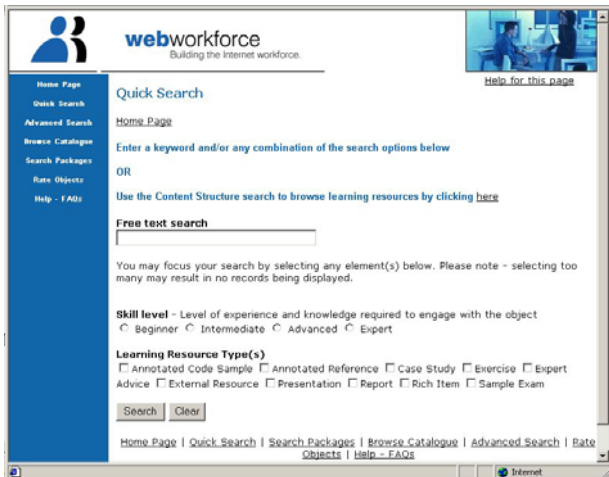 webworkforce
Building the Internet workforce.
Help for this page
Home Page
Quick Search
Advanced Search
Browse Catalogue
Search Packages
Rate Objects
Help - FAQs
Quick Search
Home Page
Enter a keyword and/or any combination of the search options below
OR
Use the Content Structure search to browse learning resources by clicking here
Free text search
You may focus your search by selecting any element(s) below. Please note - selecting too
many may result in no records being displayed.
Skill level - Level of experience and knowledge required to engage with the object
Beginner Intermediate Advanced Expert
Learning Resource Type(s)
Annotated Code Sample Annotated Reference Case Study Exercise Expert
Advice External Resource Presentation Report Rich Item Sample Exam
Search Clear
Home Page | Quick Search | Search Packages | Browse Catalogue | Advanced Search | Rate
Objects | Help - FAQs
Internet